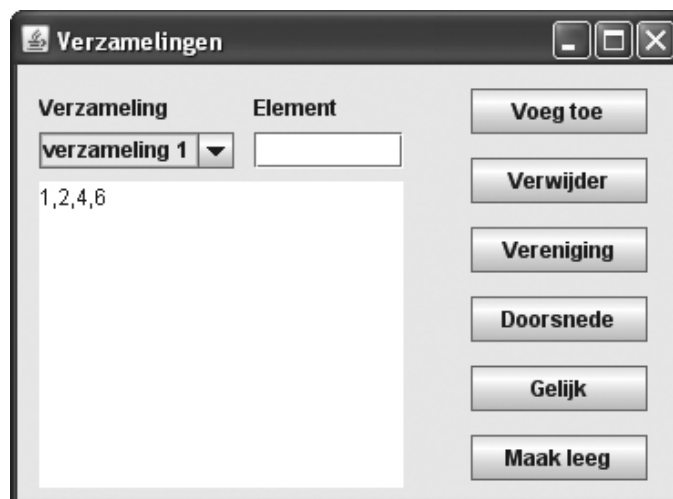 Verzamelingen
Verzameling
Element
verzameling 1
1,2,4,6
Voeg toe
Verwijder
Vereniging
Doorsnede
Gelijk
Maak leeg